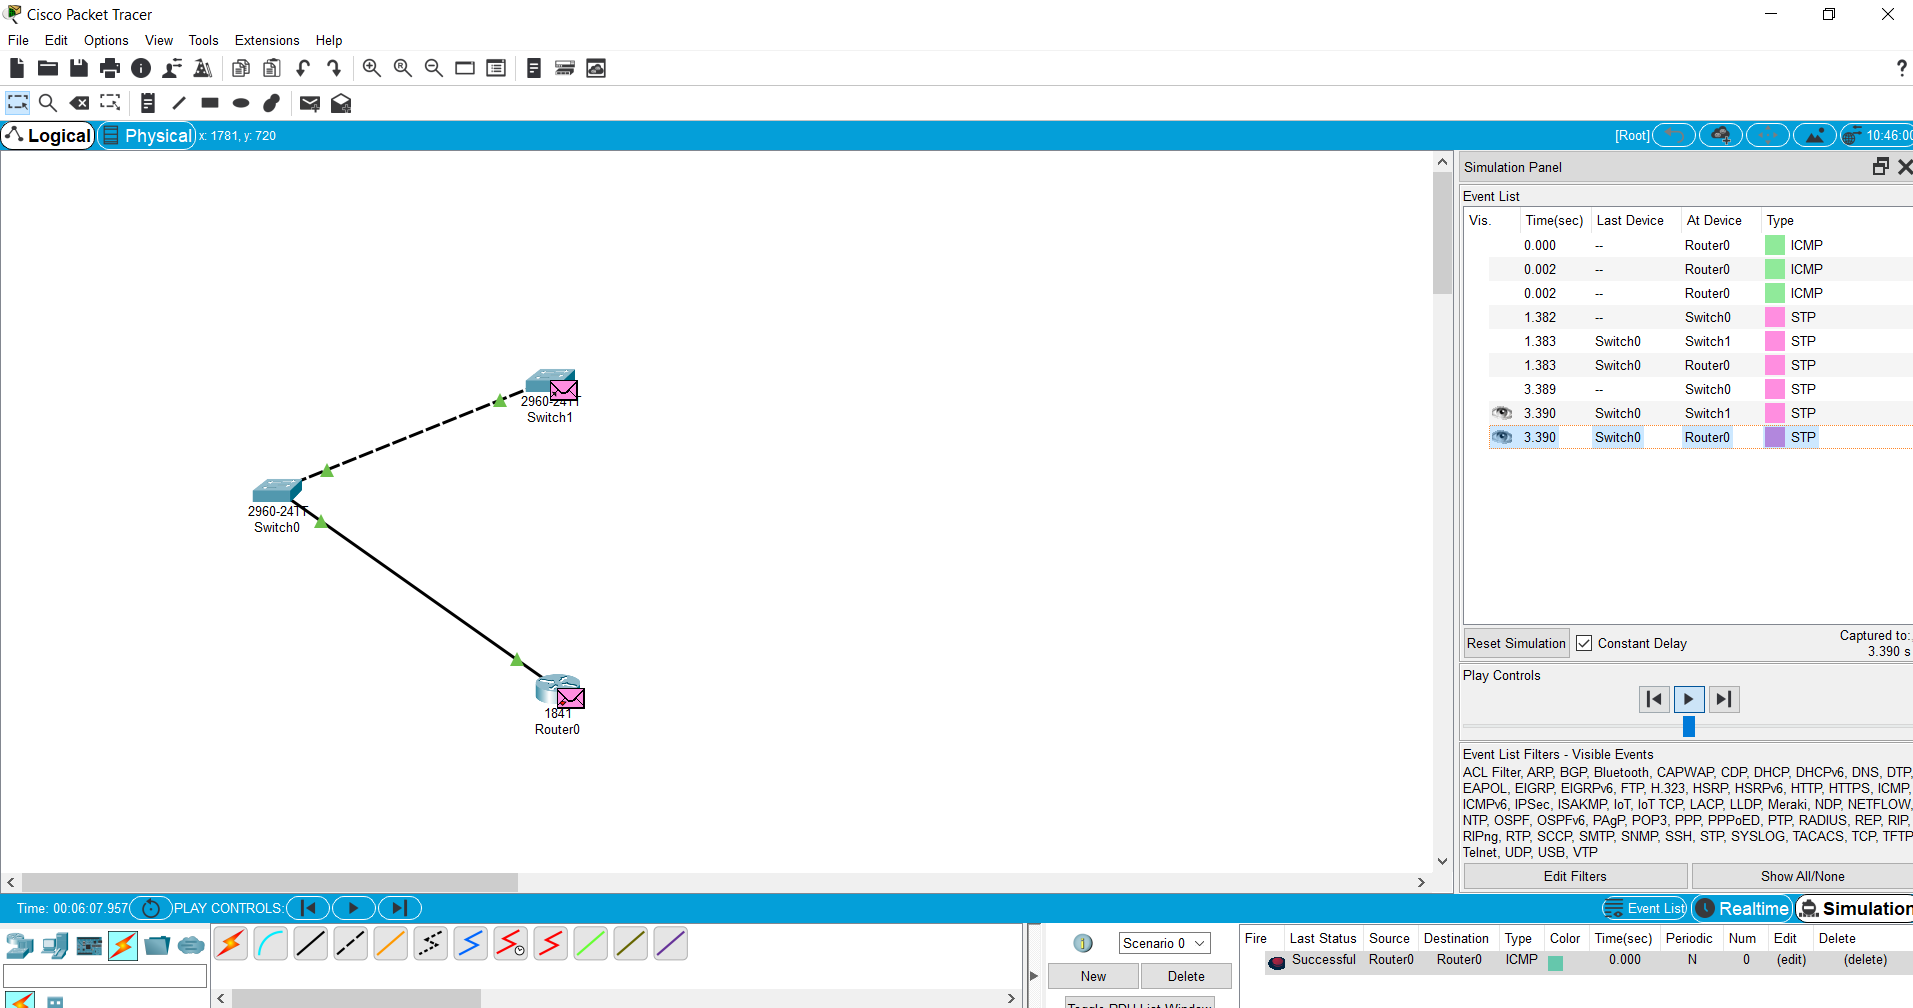 Cisco Packet Tracer
File Edit Options View Tools Extensions Help
?
Logical Physical x: 1781, y: 720 [Root] 10:46:00
Simulation Panel
Event List
Vis. Time(sec) Last Device At Device Type
0.000 -- Router0 ICMP
0.002 -- Router0 ICMP
0.002 -- Router0 ICMP
1.382 -- Switch0 STP
1.383 Switch0 Switch1 STP
1.383 Switch0 Router0 STP
3.389 -- Switch0 STP
3.390 Switch0 Switch1 STP
3.390 Switch0 Router0 STP
2960-24TT
Switch1
2960-24TT
Switch0
1841
Router0
Reset Simulation Constant Delay Captured to:
3.390 s
Play Controls
Event List Filters - Visible Events
ACL Filter, ARP, BGP, Bluetooth, CAPWAP, CDP, DHCP, DHCPv6, DNS, DTP,
EAPOL, EIGRP, EIGRPv6, FTP, H.323, HSRP, HSRPv6, HTTP, HTTPS, ICMP,
ICMPv6, IPSec, ISAKMP, IoT, IoT TCP, LACP, LLDP, Meraki, NDP, NETFLOW,
NTP, OSPF, OSPFv6, PAgP, POP3, PPP, PPPoED, PTP, RADIUS, REP, RIP,
RIPng, RTP, SCCP, SMTP, SNMP, SSH, STP, SYSLOG, TACACS, TCP, TFTP
Telnet, UDP, USB, VTP
Edit Filters Show All/None
Time: 00:06:07.957 PLAY CONTROLS: Event List Realtime Simulation
Scenario 0
New Delete
Toggle PDU List Window
Fire Last Status Source Destination Type Color Time(sec) Periodic Num Edit Delete
Successful Router0 Router0 ICMP 0.000 N 0 (edit) (delete)